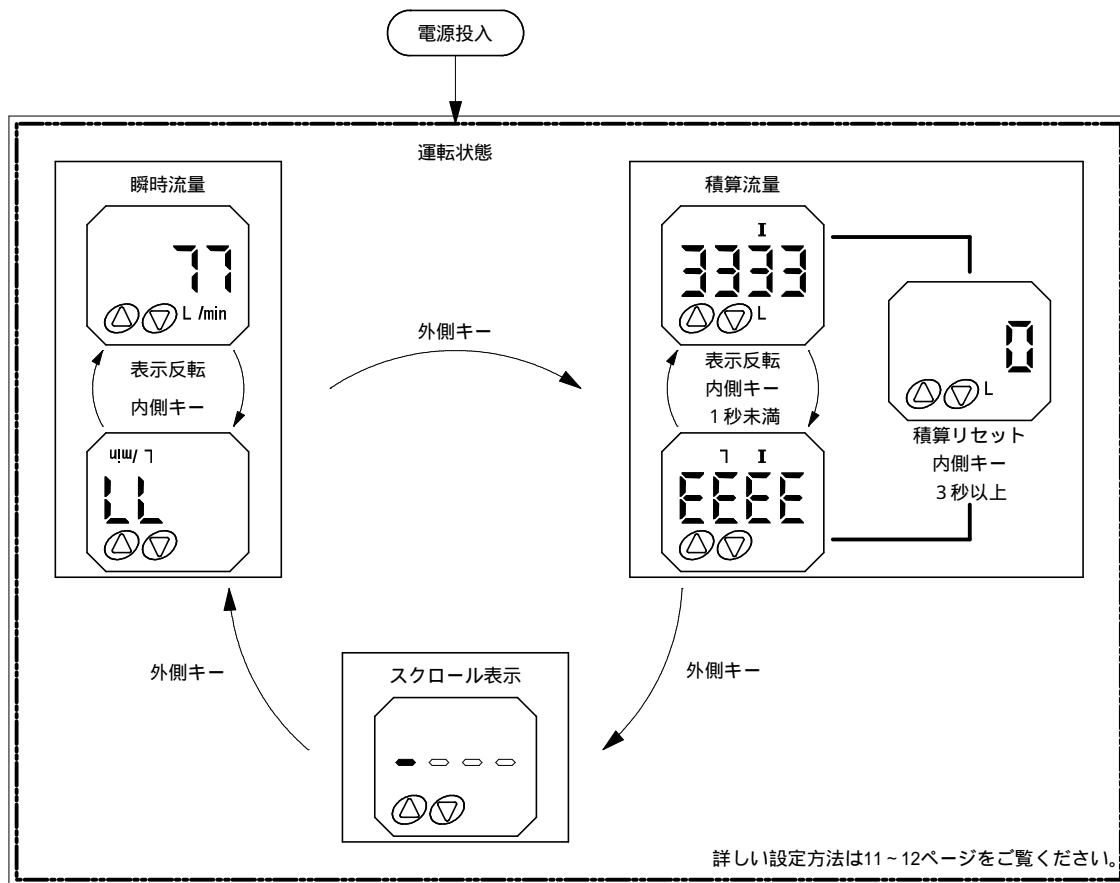 電源投入
運転状態
瞬時流量
77
L /min
表示反転
内側キー
L /min
LL
外側キー
積算流量
I
3333
L
表示反転
内側キー
1秒未満
L I
EEEE
0
L
積算リセット
内側キー
3秒以上
外側キー
スクロール表示
外側キー
詳しい設定方法は11~12ページをご覧ください。